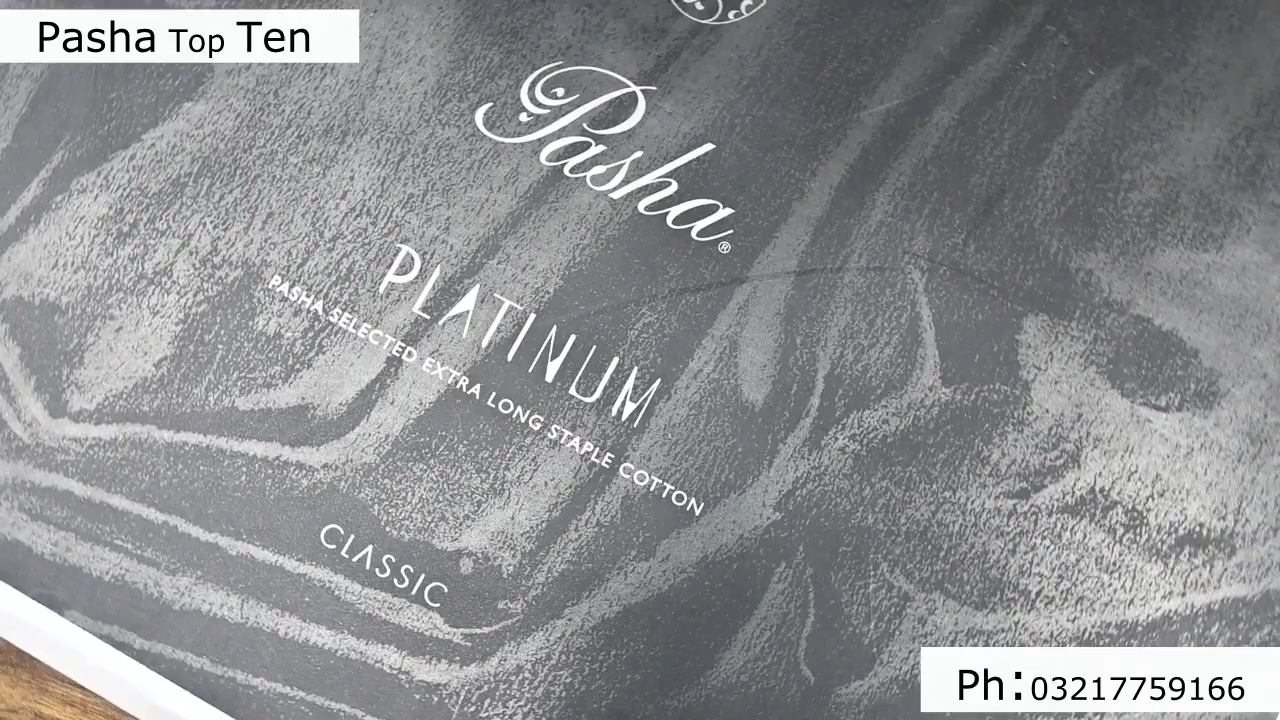 Pasha Top Ten
Pasha®
PLATINUM
PASHA SELECTED EXTRA LONG STAPLE COTTON
CLASSIC
Ph:03217759166